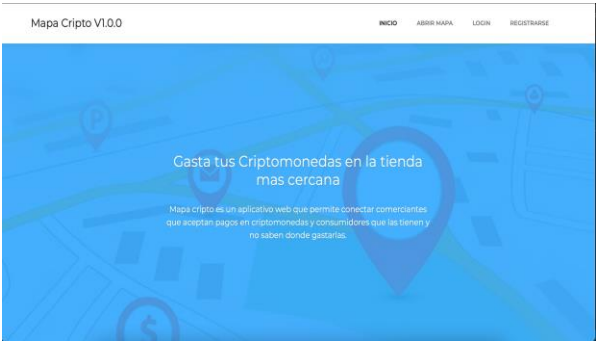 Mapa Cripto V1.0.0
INICIO ABRIR MAPA LOGIN REGISTRARSE
Gasta tus Criptomonedas en la tienda
mas cercana
Mapa cripto es un aplicativo web que permite conectar comerciantes
que aceptan pagos en criptomonedas y consumidores que las tienen y
no saben donde gastarlas.
P
$